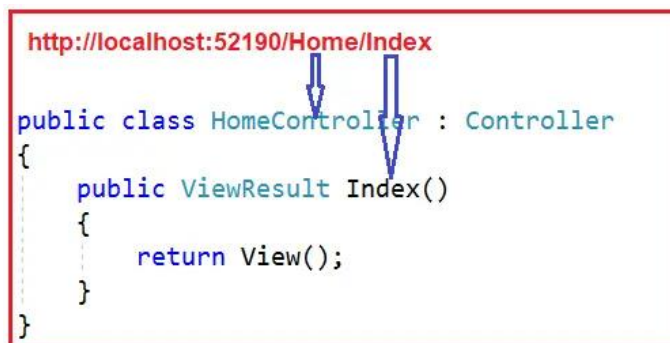 http://localhost:52190/Home/Index
public class HomeController : Controller
{
public ViewResult Index()
{
return View();
}
}